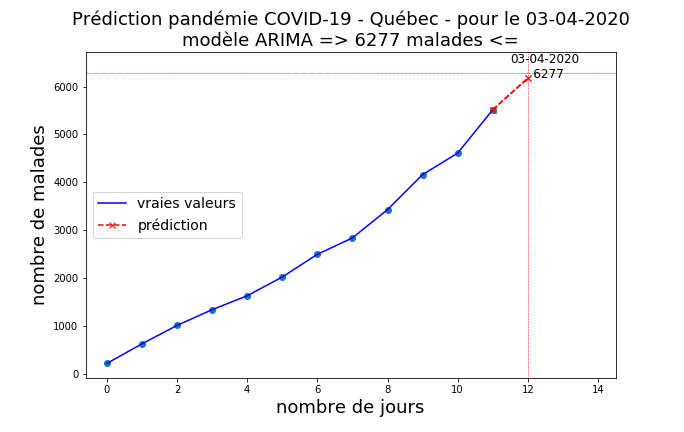 Prédiction pandémie COVID-19 - Québec - pour le 03-04-2020
modèle ARIMA => 6277 malades <=
03-04-2020
6277
6000
5000
4000
3000
2000
1000
0
nombre de malades
vraies valeurs
prédiction
0 2 4 6 8 10 12 14
nombre de jours